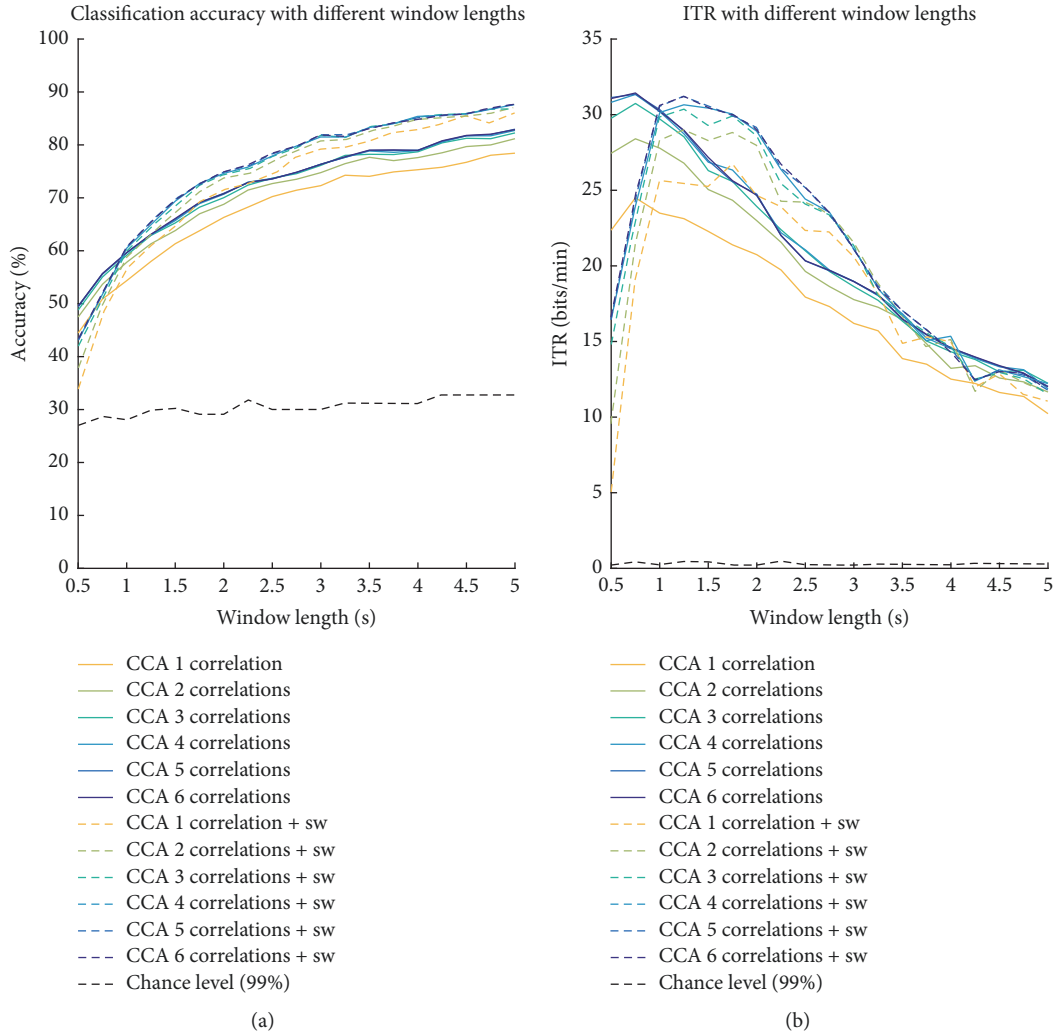 Classification accuracy with different window lengths
100
90
80
70
60
50
40
30
20
10
0
Accuracy (%)
0.5 1 1.5 2 2.5 3 3.5 4 4.5 5
Window length (s)
CCA 1 correlation
CCA 2 correlations
CCA 3 correlations
CCA 4 correlations
CCA 5 correlations
CCA 6 correlations
CCA 1 correlation + sw
CCA 2 correlations + sw
CCA 3 correlations + sw
CCA 4 correlations + sw
CCA 5 correlations + sw
CCA 6 correlations + sw
Chance level (99%)
(a)
ITR with different window lengths
35
30
25
20
15
10
5
0
ITR (bits/min)
0.5 1 1.5 2 2.5 3 3.5 4 4.5 5
Window length (s)
CCA 1 correlation
CCA 2 correlations
CCA 3 correlations
CCA 4 correlations
CCA 5 correlations
CCA 6 correlations
CCA 1 correlation + sw
CCA 2 correlations + sw
CCA 3 correlations + sw
CCA 4 correlations + sw
CCA 5 correlations + sw
CCA 6 correlations + sw
Chance level (99%)
(b)